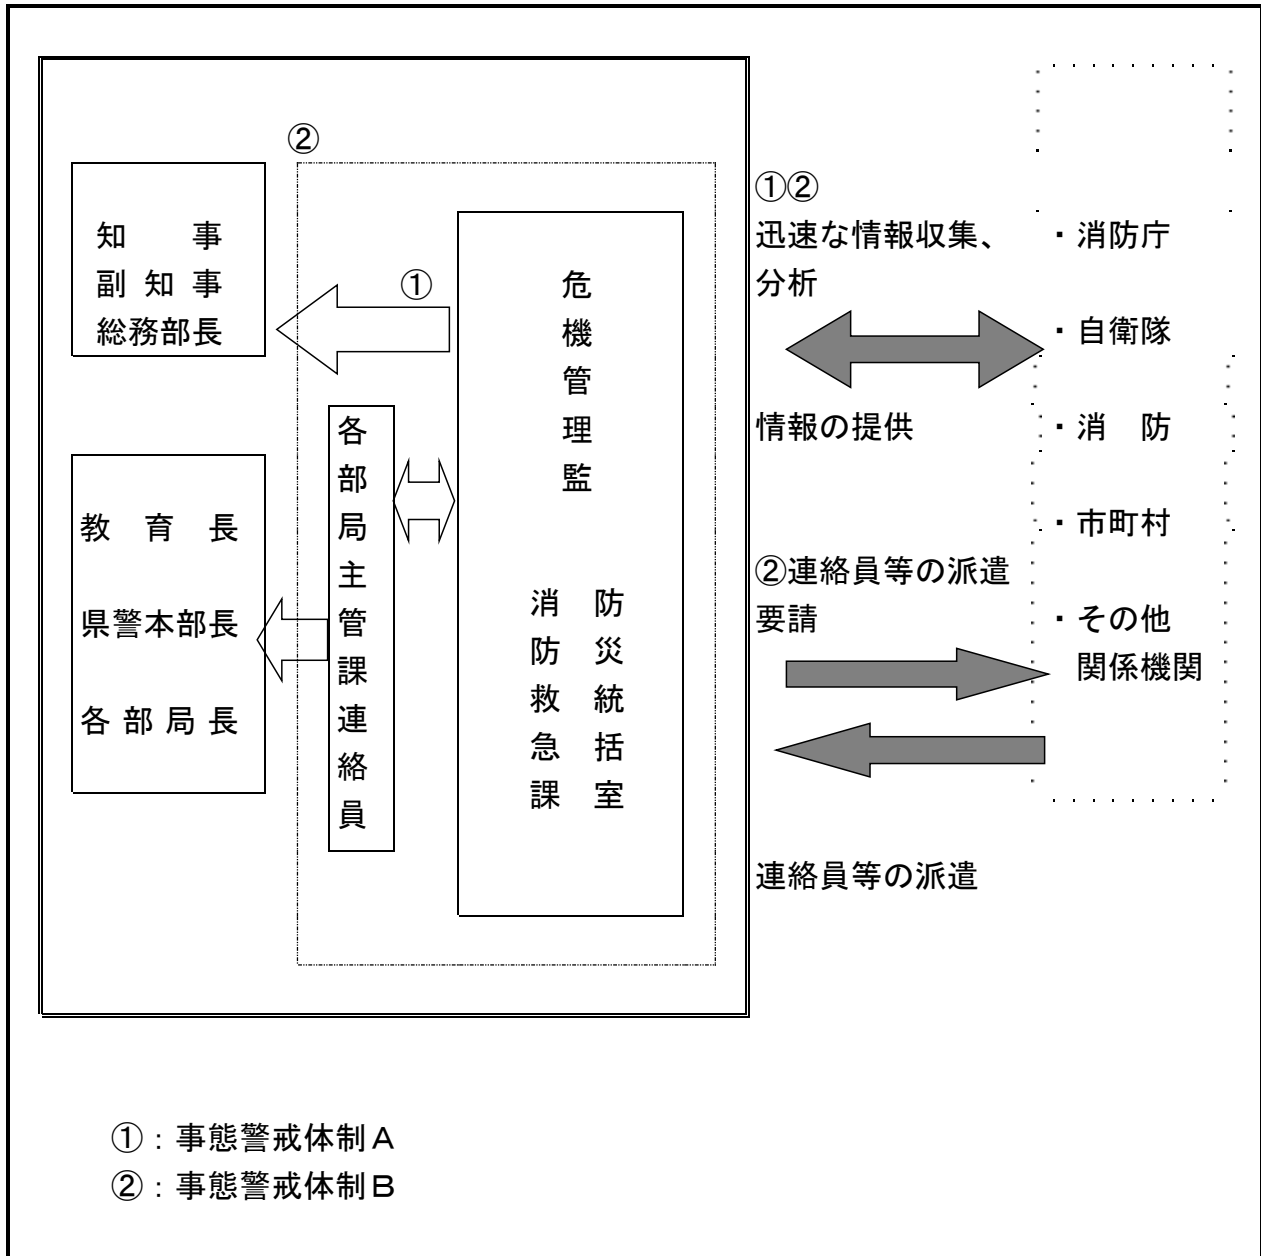 ②
知　事
副 知 事
総務部長
①
教　育　長
県警本部長
各 部 局 長
各部局主管課連絡員
危機管理監
防災統括室
消防救急課
①②
迅速な情報収集、
分析
情報の提供
②連絡員等の派遣
要請
連絡員等の派遣
・消防庁
・自衛隊
・消　防
・市町村
・その他
関係機関
①：事態警戒体制Ａ
②：事態警戒体制Ｂ